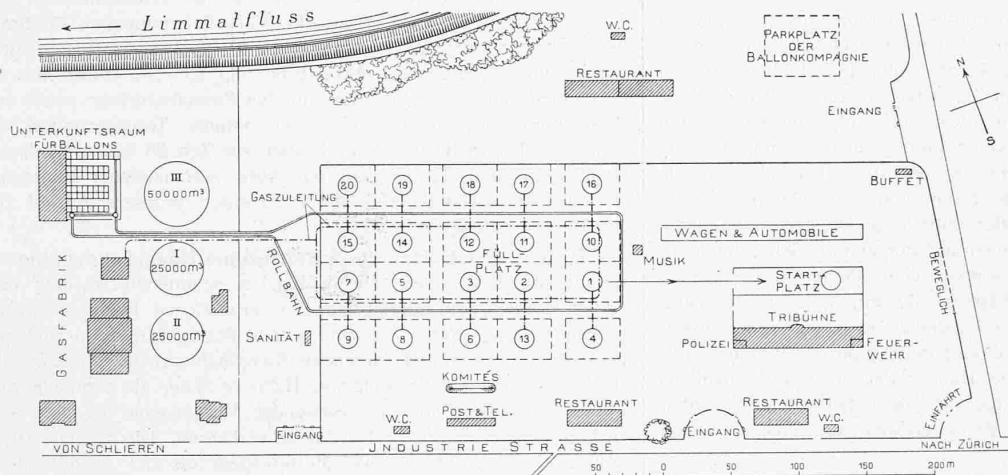 Limmatfluss
W.C.
PARKPLATZ
DER
BALLONKOMPAGNIE
N
S
RESTAURANT
EINGANG
UNTERKUNFTSRAUM
FÜR BALLONS
III
50000m³
GASZULEITUNG
20
19
18
17
16
BUFFET
15
14
12
11
10
WAGEN & AUTOMOBILE
I
25000m³
ROLLBAHN
FÜLL-
PLATZ
MUSIK
BEWEGLICH
7
5
3
2
1
START-
PLATZ
GASFABRIK
II
25000m³
TRIBÜHNE
SANITÄT
9
8
6
13
4
POLIZEI
FEUER-
WEHR
KOMITÉS
W.C.
POST&TEL.
RESTAURANT
RESTAURANT
W.C.
EINFAHRT
EINGANG
EINGANG
VON SCHLIEREN
JNDUSTRIE STRASSE
NACH ZÜRICH
50 0 50 100 150 200 m